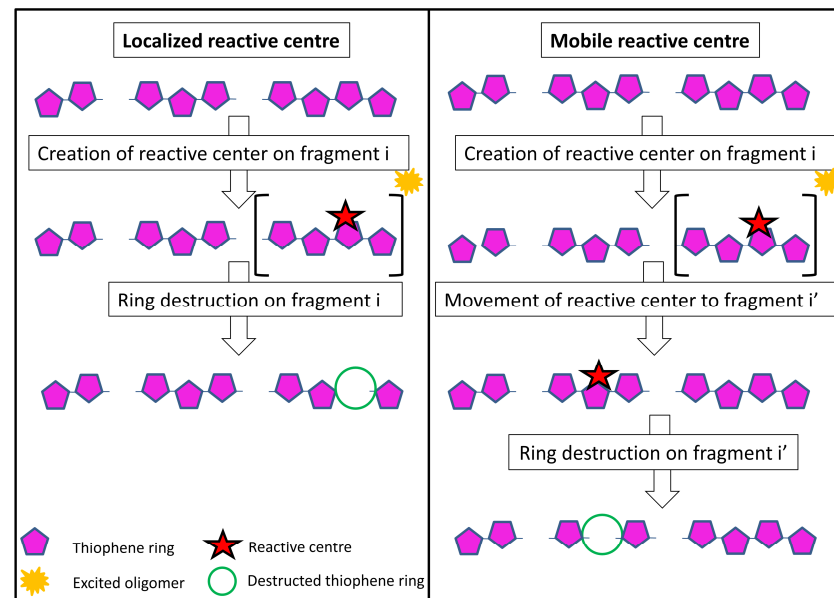 Localized reactive centre
Creation of reactive center on fragment i
Ring destruction on fragment i
Thiophene ring
Reactive centre
Excited oligomer
Destructed thiophene ring
Mobile reactive centre
Creation of reactive center on fragment i
Movement of reactive center to fragment i’
Ring destruction on fragment i’